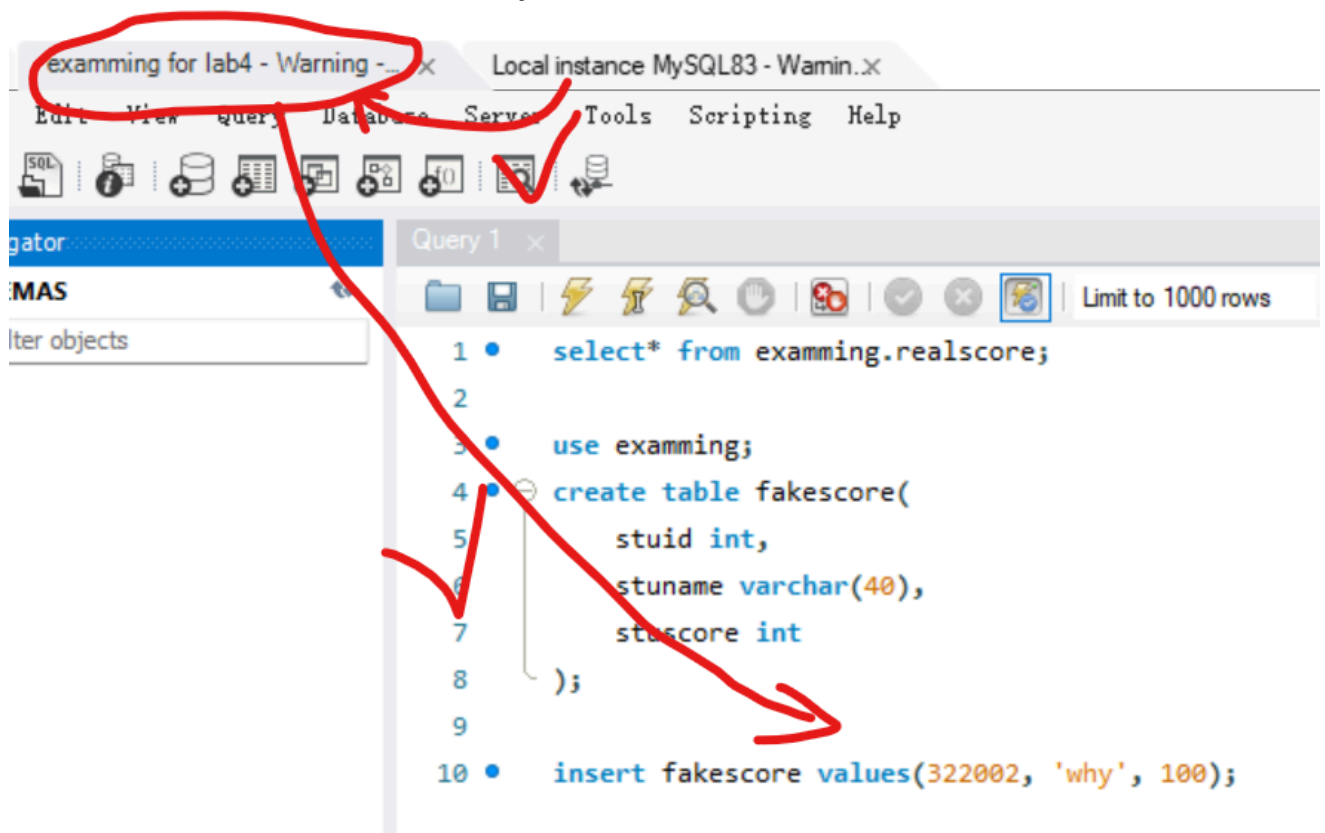 examming for lab4 - Warning -... × Local instance MySQL83 - Warnin. ×
Edit View Query Database Server Tools Scripting Help
SQL
gator Query 1 ×
EMAS Limit to 1000 rows
lter objects
1 select* from examming.realscore;
2
3 use examming;
4 create table fakescore(
5 stuid int,
6 stuname varchar(40),
7 stuscore int
8 );
9
10 insert fakescore values(322002, 'why', 100);